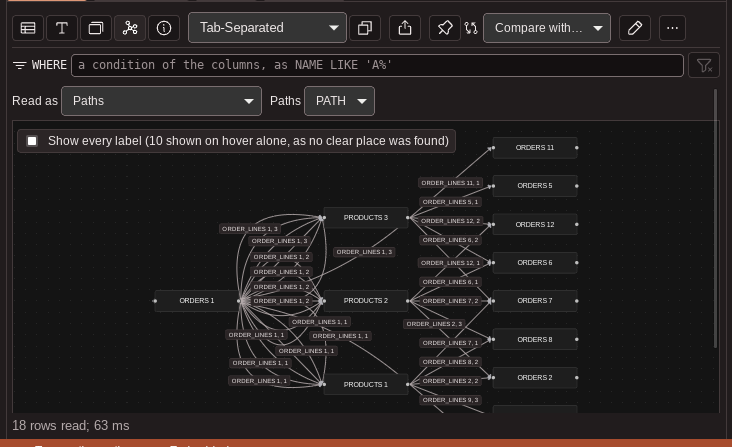 Tab-Separated
Compare with...
WHERE a condition of the columns, as NAME LIKE 'A%'
Read as Paths Paths PATH
Show every label (10 shown on hover alone, as no clear place was found)
ORDERS 11
ORDER_LINES 11, 1
ORDERS 5
ORDER_LINES 5, 1
PRODUCTS 3
ORDER_LINES 12, 2
ORDERS 12
ORDER_LINES 1, 3
ORDER_LINES 1, 3
ORDER_LINES 6, 2
ORDER_LINES 1, 3
ORDER_LINES 1, 2
ORDER_LINES 12, 1
ORDERS 6
ORDER_LINES 1, 2
ORDER_LINES 6, 1
ORDER_LINES 1, 2
ORDERS 1
ORDER_LINES 1, 2
PRODUCTS 2
ORDER_LINES 7, 2
ORDERS 7
ORDER_LINES 1, 1
ORDER_LINES 2, 3
ORDER_LINES 1, 1
ORDER_LINES 1, 1
ORDER_LINES 7, 1
ORDERS 8
ORDER_LINES 1, 1
ORDER_LINES 1, 1
ORDER_LINES 8, 2
ORDER_LINES 1, 1
PRODUCTS 1
ORDER_LINES 2, 2
ORDERS 2
ORDER_LINES 9, 3
18 rows read; 63 ms